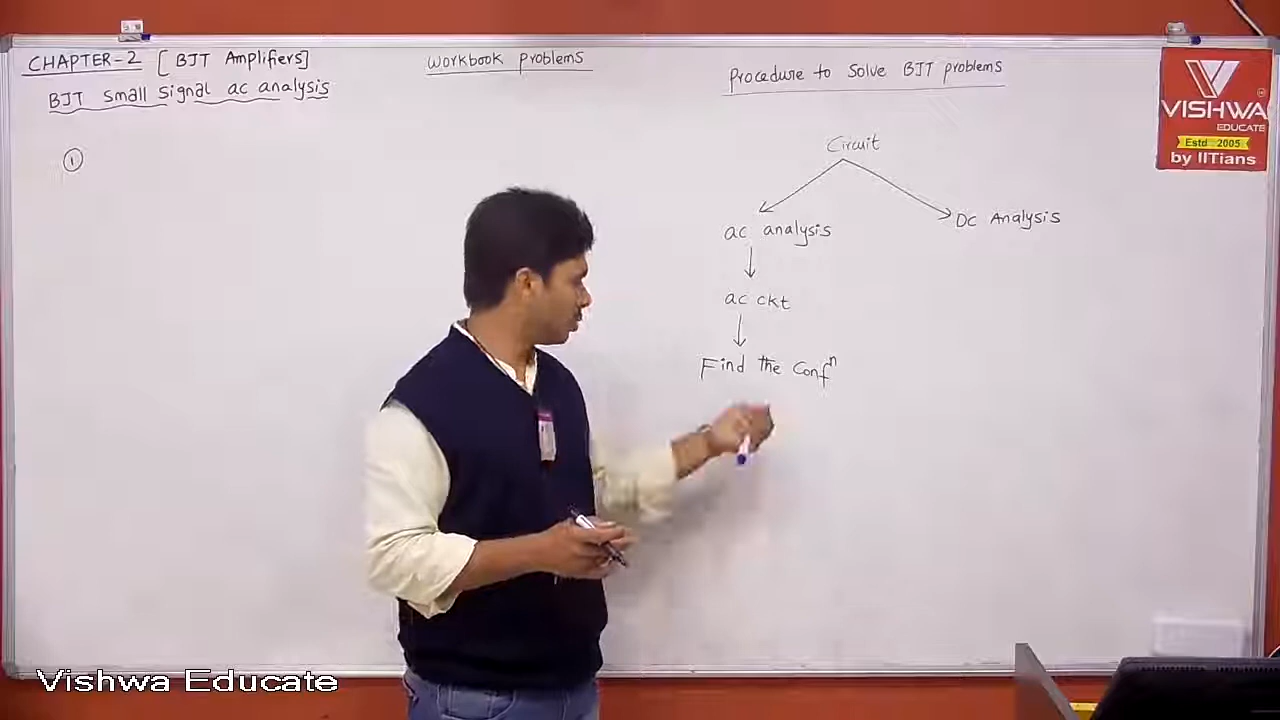 CHAPTER-2 [BJT Amplifiers]
BJT small signal ac analysis
Workbook problems
Procedure to solve BJT problems
①
Circuit
ac analysis
DC Analysis
ac ckt
Find the Confⁿ
VISHWA
EDUCATE
Estd 2005
by IITians
Vishwa Educate